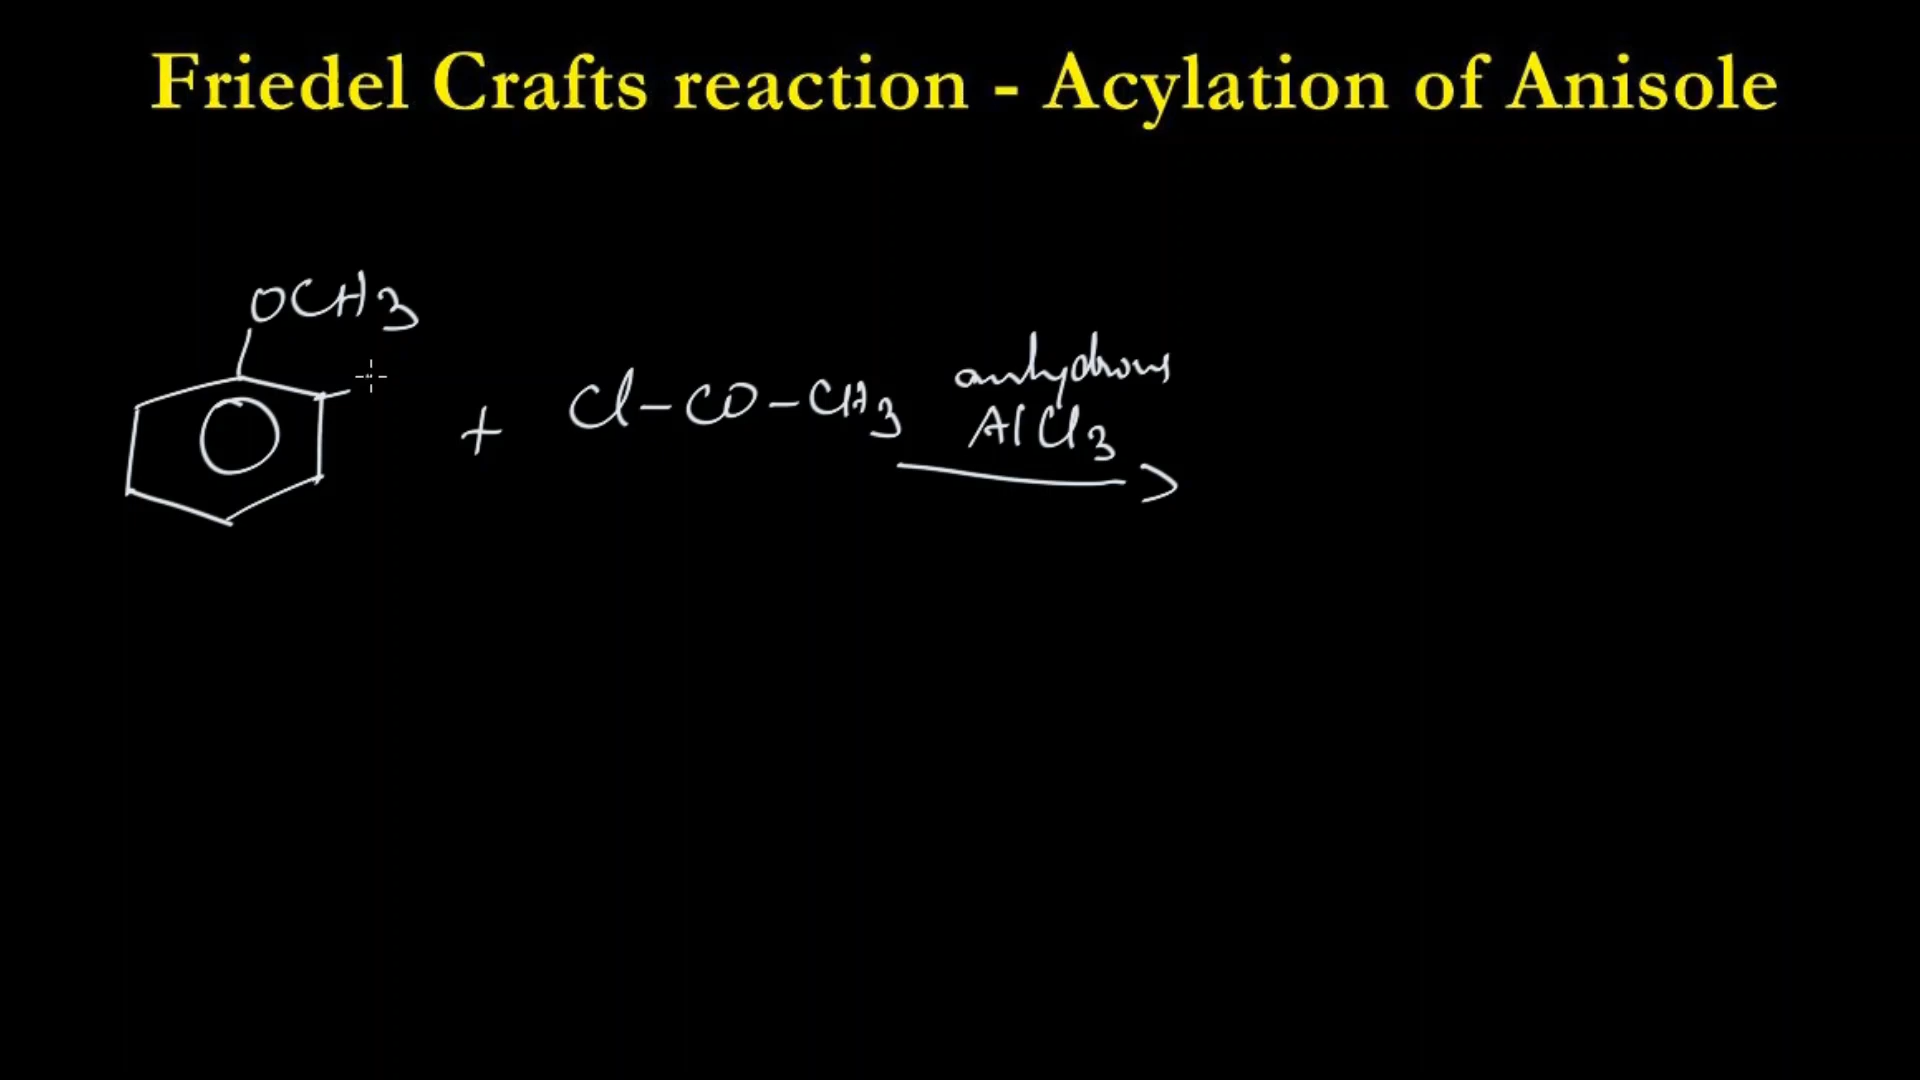 Friedel Crafts reaction - Acylation of Anisole
OCH3
+ Cl-CO-CH3
anhydrous
AlCl3